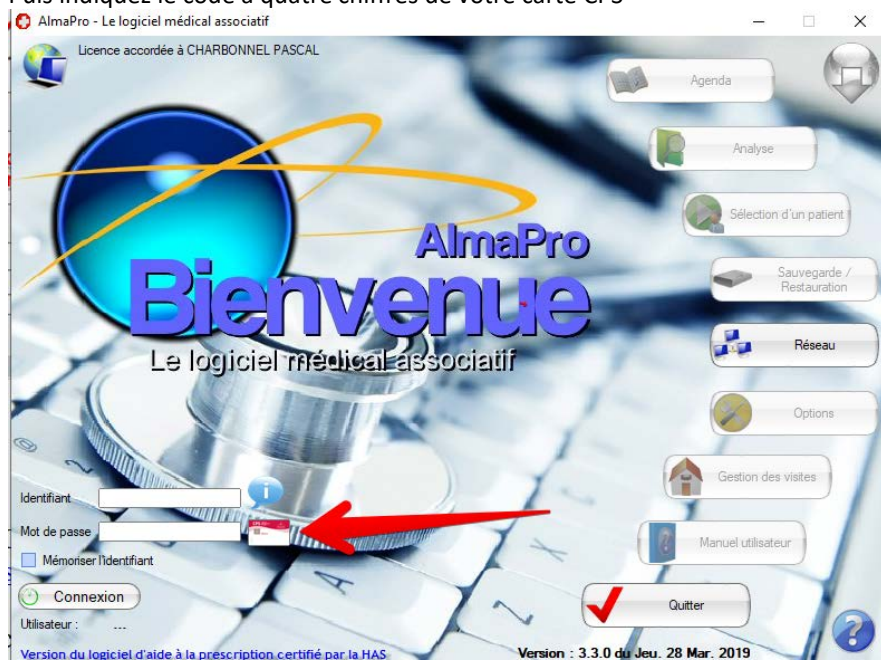 Puis indiquez le code à quatre chiffres de votre carte CPS
AlmaPro - Le logiciel médical associatif
Licence accordée à CHARBONNEL PASCAL
Agenda
Analyse
Sélection d'un patient
AlmaPro
Bienvenue
Le logiciel médical associatif
Sauvegarde /
Restauration
Réseau
Options
Gestion des visites
Identifiant
Mot de passe
Mémoriser l'identifiant
Manuel utilisateur
Connexion
Quitter
Utilisateur : ...
Version du logiciel d'aide à la prescription certifié par la HAS
Version : 3.3.0 du Jeu. 28 Mar. 2019